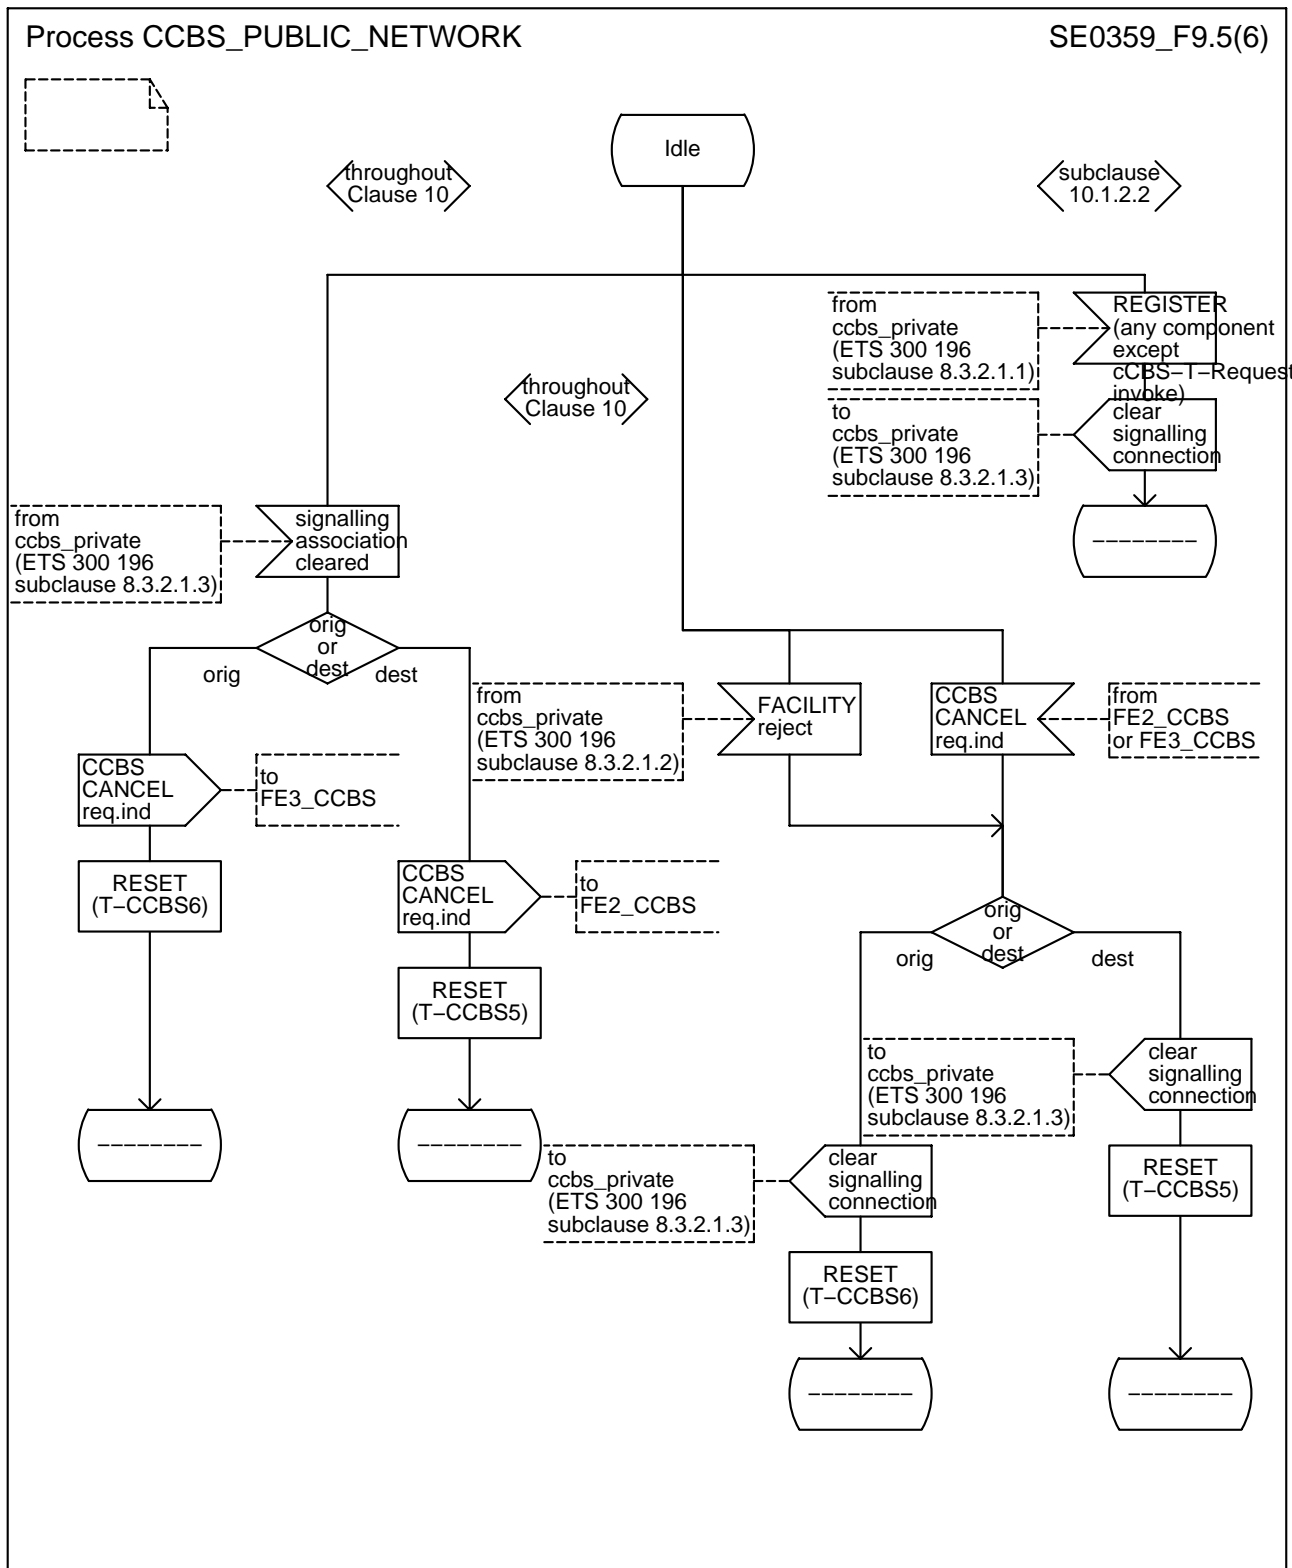 Process CCBS_PUBLIC_NETWORK
SE0359_F9.5(6)
Idle
throughout
Clause 10
subclause
10.1.2.2
from
ccbs_private
(ETS 300 196
subclause 8.3.2.1.1)
REGISTER
(any component
except
cCBS–T–Request
invoke)
throughout
Clause 10
to
ccbs_private
(ETS 300 196
subclause 8.3.2.1.3)
clear
signalling
connection
from
ccbs_private
(ETS 300 196
subclause 8.3.2.1.3)
signalling
association
cleared
––––––––
orig
or
dest
orig
dest
from
ccbs_private
(ETS 300 196
subclause 8.3.2.1.2)
FACILITY
reject
CCBS
CANCEL
req.ind
from
FE2_CCBS
or FE3_CCBS
CCBS
CANCEL
req.ind
to
FE3_CCBS
RESET
(T–CCBS6)
CCBS
CANCEL
req.ind
to
FE2_CCBS
orig
or
dest
orig
dest
RESET
(T–CCBS5)
to
ccbs_private
(ETS 300 196
subclause 8.3.2.1.3)
clear
signalling
connection
––––––––
––––––––
to
ccbs_private
(ETS 300 196
subclause 8.3.2.1.3)
clear
signalling
connection
RESET
(T–CCBS5)
RESET
(T–CCBS6)
––––––––
––––––––